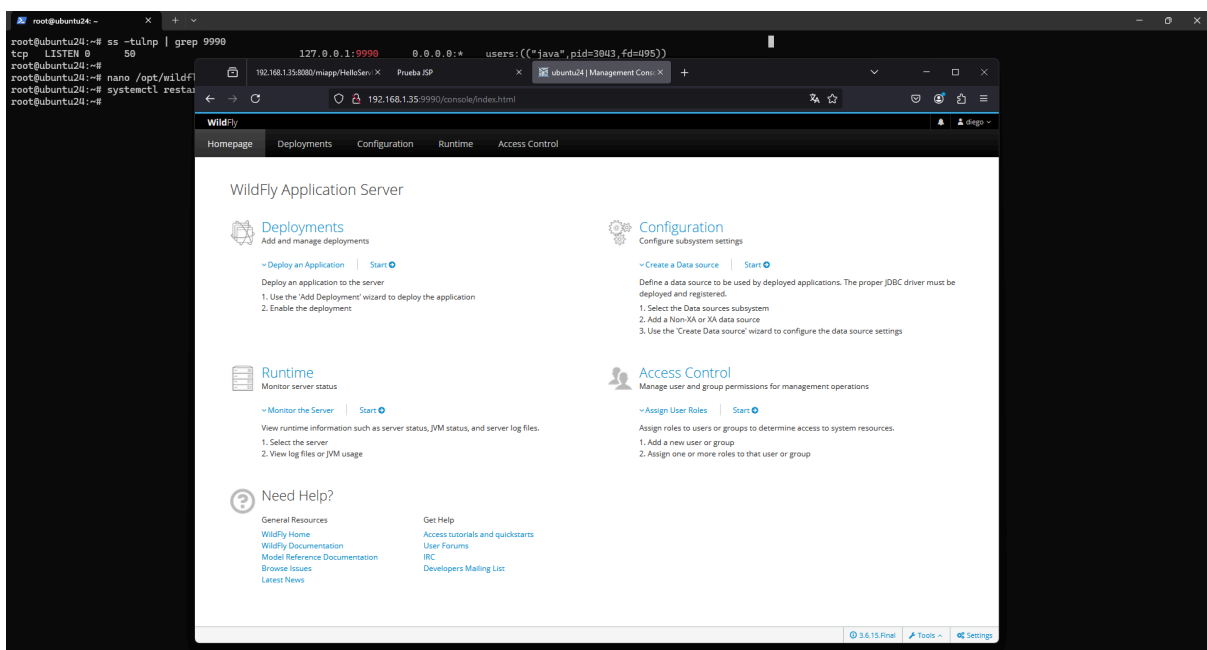 root@ubuntu24: ~
root@ubuntu24:~# ss -tulnp | grep 9990
tcp LISTEN 0 50 127.0.0.1:9990 0.0.0.0:* users:(("java",pid=3043,fd=495))
root@ubuntu24:~#
root@ubuntu24:~# nano /opt/wildfl
root@ubuntu24:~# systemctl resta
root@ubuntu24:~#
192.168.1.35:8080/miapp/HelloServ
Prueba JSP
ubuntu24 | Management Conso
192.168.1.35:9990/console/index.html
WildFly
diego
Homepage Deployments Configuration Runtime Access Control
WildFly Application Server
Deployments
Add and manage deployments
Deploy an Application Start
Deploy an application to the server
1. Use the 'Add Deployment' wizard to deploy the application
2. Enable the deployment
Configuration
Configure subsystem settings
Create a Data source Start
Define a data source to be used by deployed applications. The proper JDBC driver must be
deployed and registered.
1. Select the Data sources subsystem
2. Add a Non-XA or XA data source
3. Use the 'Create Data source' wizard to configure the data source settings
Runtime
Monitor server status
Monitor the Server Start
View runtime information such as server status, JVM status, and server log files.
1. Select the server
2. View log files or JVM usage
Access Control
Manage user and group permissions for management operations
Assign User Roles Start
Assign roles to users or groups to determine access to system resources.
1. Add a new user or group
2. Assign one or more roles to that user or group
Need Help?
General Resources
WildFly Home
WildFly Documentation
Model Reference Documentation
Browse Issues
Latest News
Get Help
Access tutorials and quickstarts
User Forums
IRC
Developers Mailing List
3.6.15.Final Tools Settings